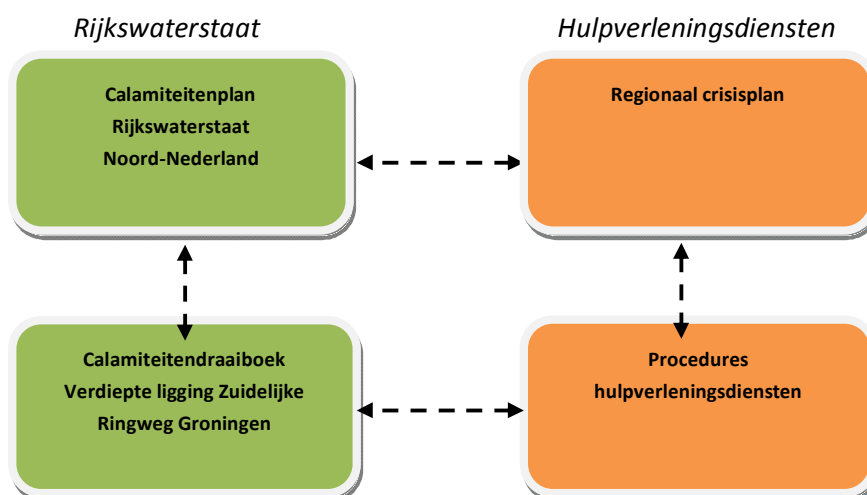 Rijkswaterstaat
Hulpverleningsdiensten
Calamiteitenplan
Rijkswaterstaat
Noord-Nederland
Regionaal crisisplan
Calamiteitendraaiboek
Verdiepte ligging Zuidelijke
Ringweg Groningen
Procedures
hulpverleningsdiensten